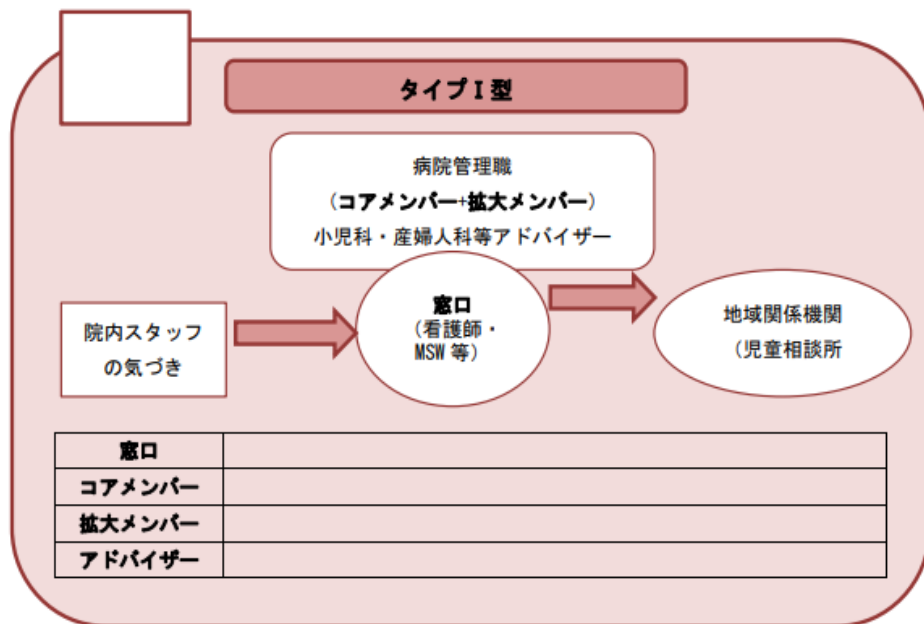 タイプⅠ型
病院管理職
（コアメンバー+拡大メンバー）
小児科・産婦人科等アドバイザー
院内スタッフ
の気づき
窓口
（看護師・
MSW 等）
地域関係機関
（児童相談所
窓口
コアメンバー
拡大メンバー
アドバイザー